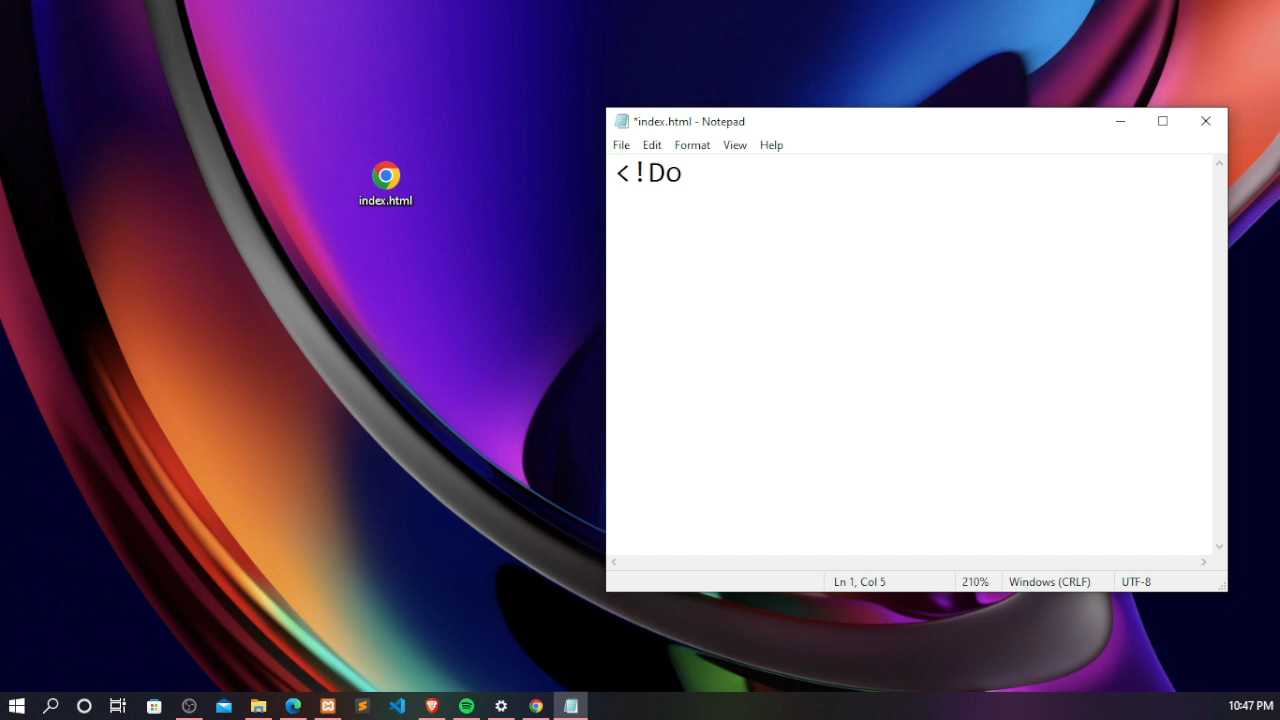 *index.html - Notepad
File Edit Format View Help
<!Do
index.html
Ln 1, Col 5 210% Windows (CRLF) UTF-8
10:47 PM